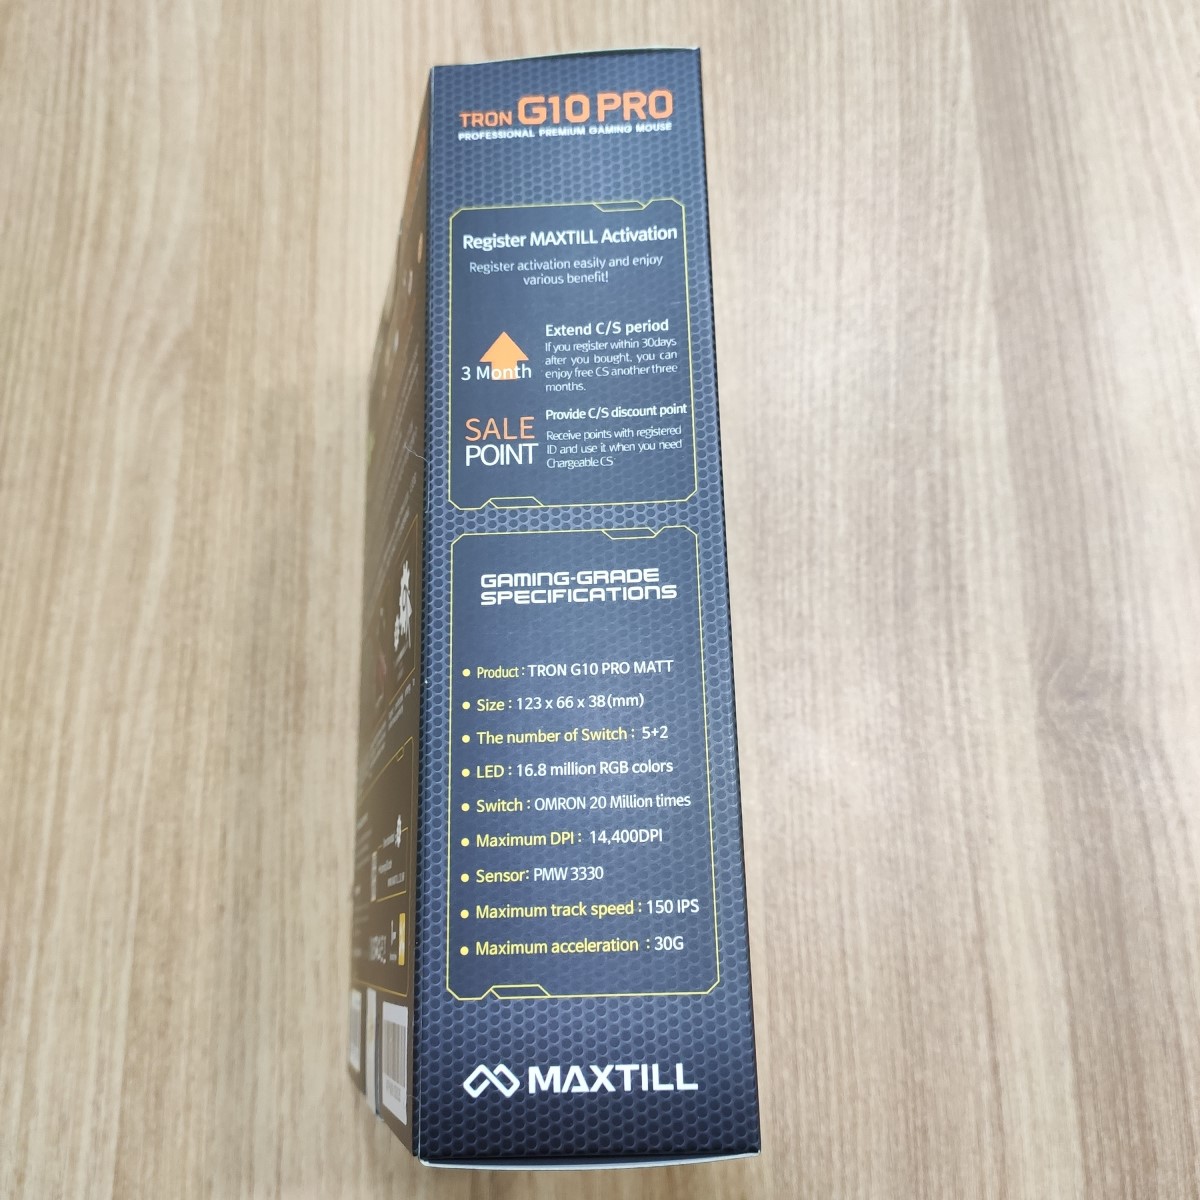 TRON G10 PRO
PROFESSIONAL PREMIUM GAMING MOUSE
Register MAXTILL Activation
Register activation easily and enjoy
various benefit!
3 Month
Extend C/S period
If you register within 30days
after you bought, you can
enjoy free CS another three
months.
SALE
POINT
Provide C/S discount point
Receive points with registered
ID and use it when you need
Chargeable CS
GAMING-GRADE
SPECIFICATIONS
• Product : TRON G10 PRO MATT
• Size : 123 x 66 x 38(mm)
• The number of Switch : 5+2
• LED : 16.8 million RGB colors
• Switch : OMRON 20 Million times
• Maximum DPI : 14,400DPI
• Sensor: PMW 3330
• Maximum track speed : 150 IPS
• Maximum acceleration : 30G
MAXTILL